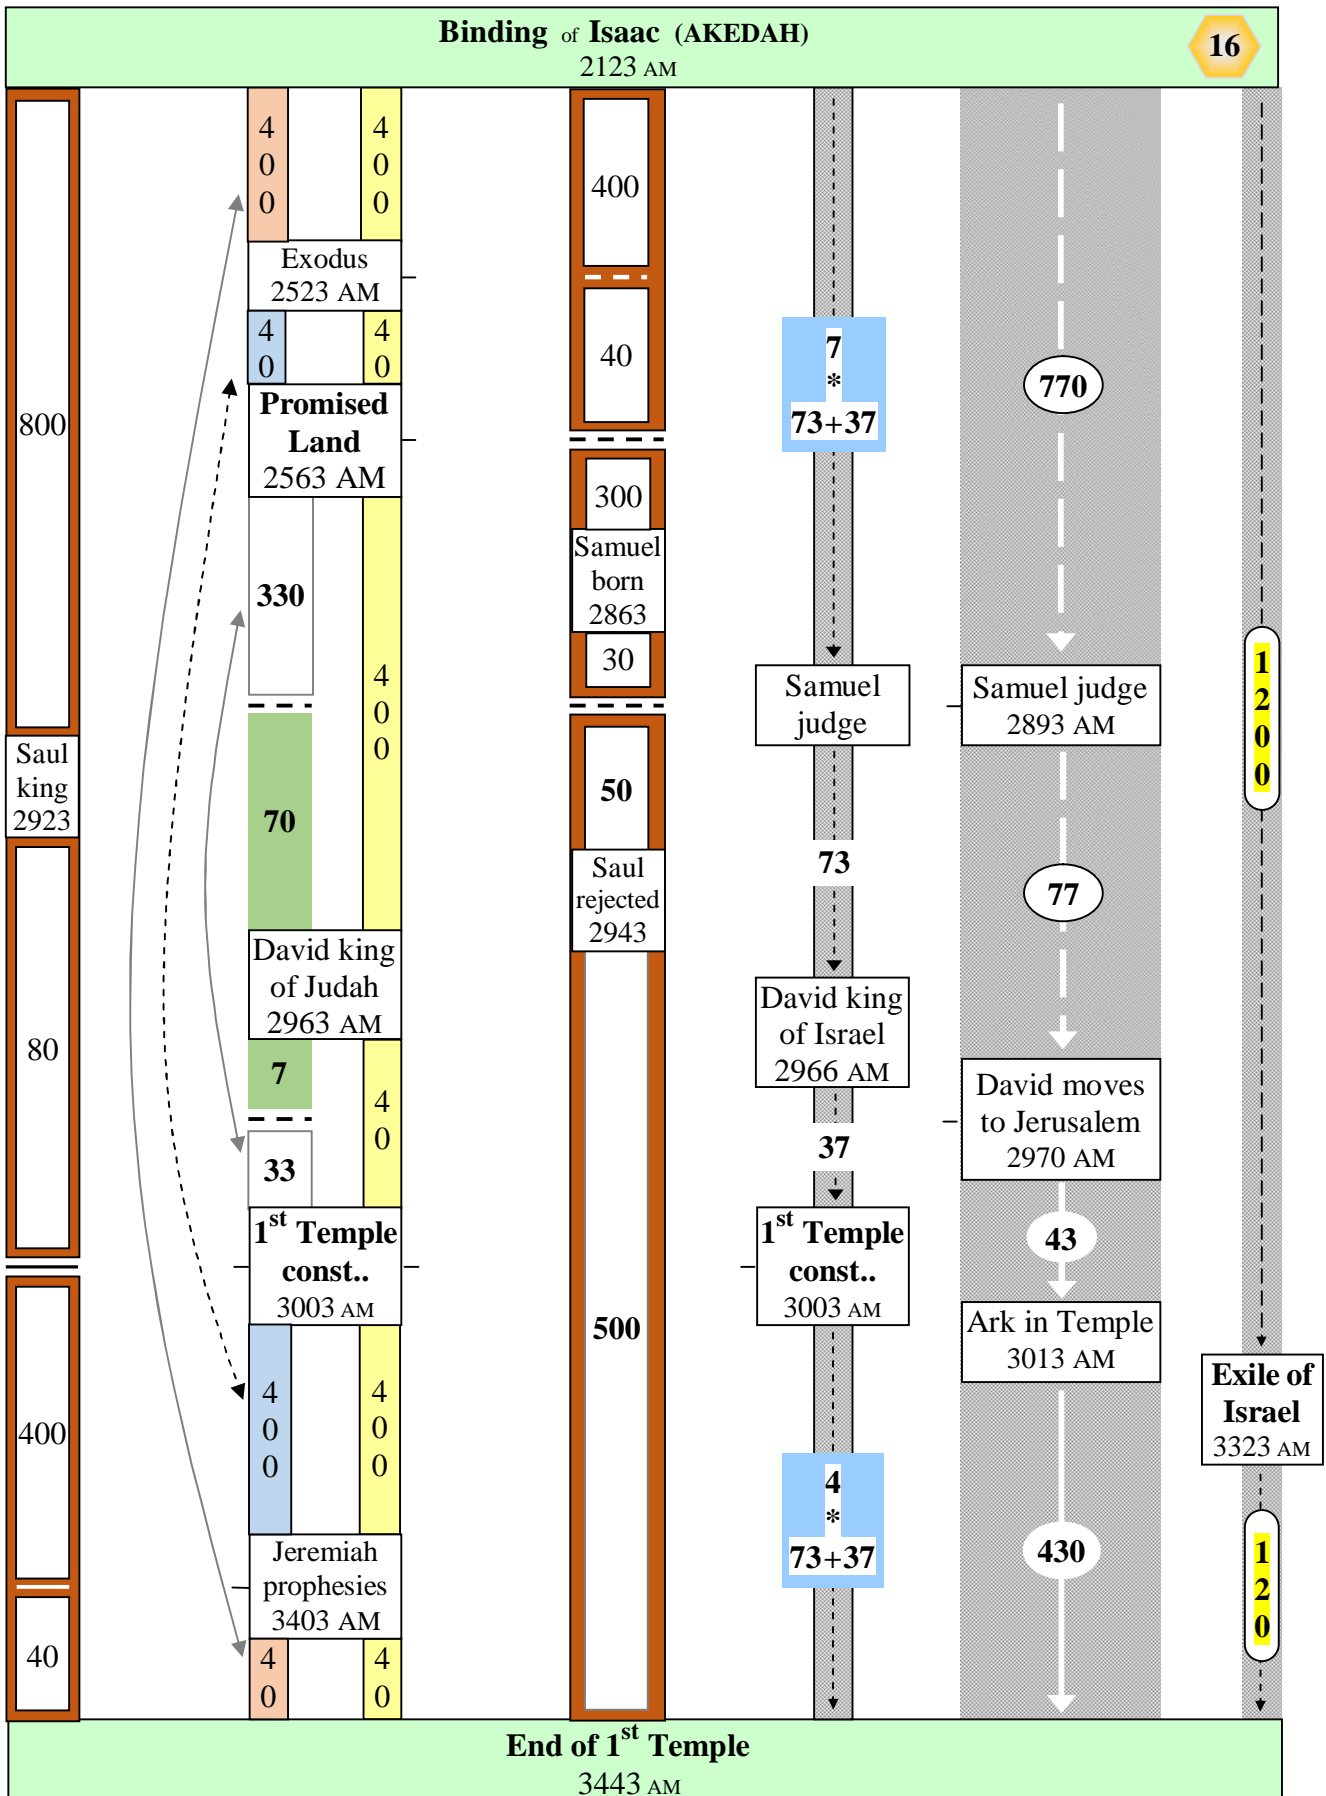 Binding of Isaac (AKEDAH)
2123 AM
16
800
Saul
king
2923
80
400
40
4
0
0
4
0
0
Exodus
2523 AM
4
0
4
0
Promised
Land
2563 AM
330
4
0
0
70
David king
of Judah
2963 AM
7
4
0
33
1st Temple
const..
3003 AM
4
0
0
4
0
0
Jeremiah
prophesies
3403 AM
4
0
4
0
400
40
300
Samuel
born
2863
30
50
Saul
rejected
2943
500
7
*
73+37
Samuel
judge
73
David king
of Israel
2966 AM
37
1st Temple
const..
3003 AM
4
*
73+37
770
Samuel judge
2893 AM
77
David moves
to Jerusalem
2970 AM
43
Ark in Temple
3013 AM
430
1
2
0
0
Exile of
Israel
3323 AM
1
2
0
End of 1st Temple
3443 AM